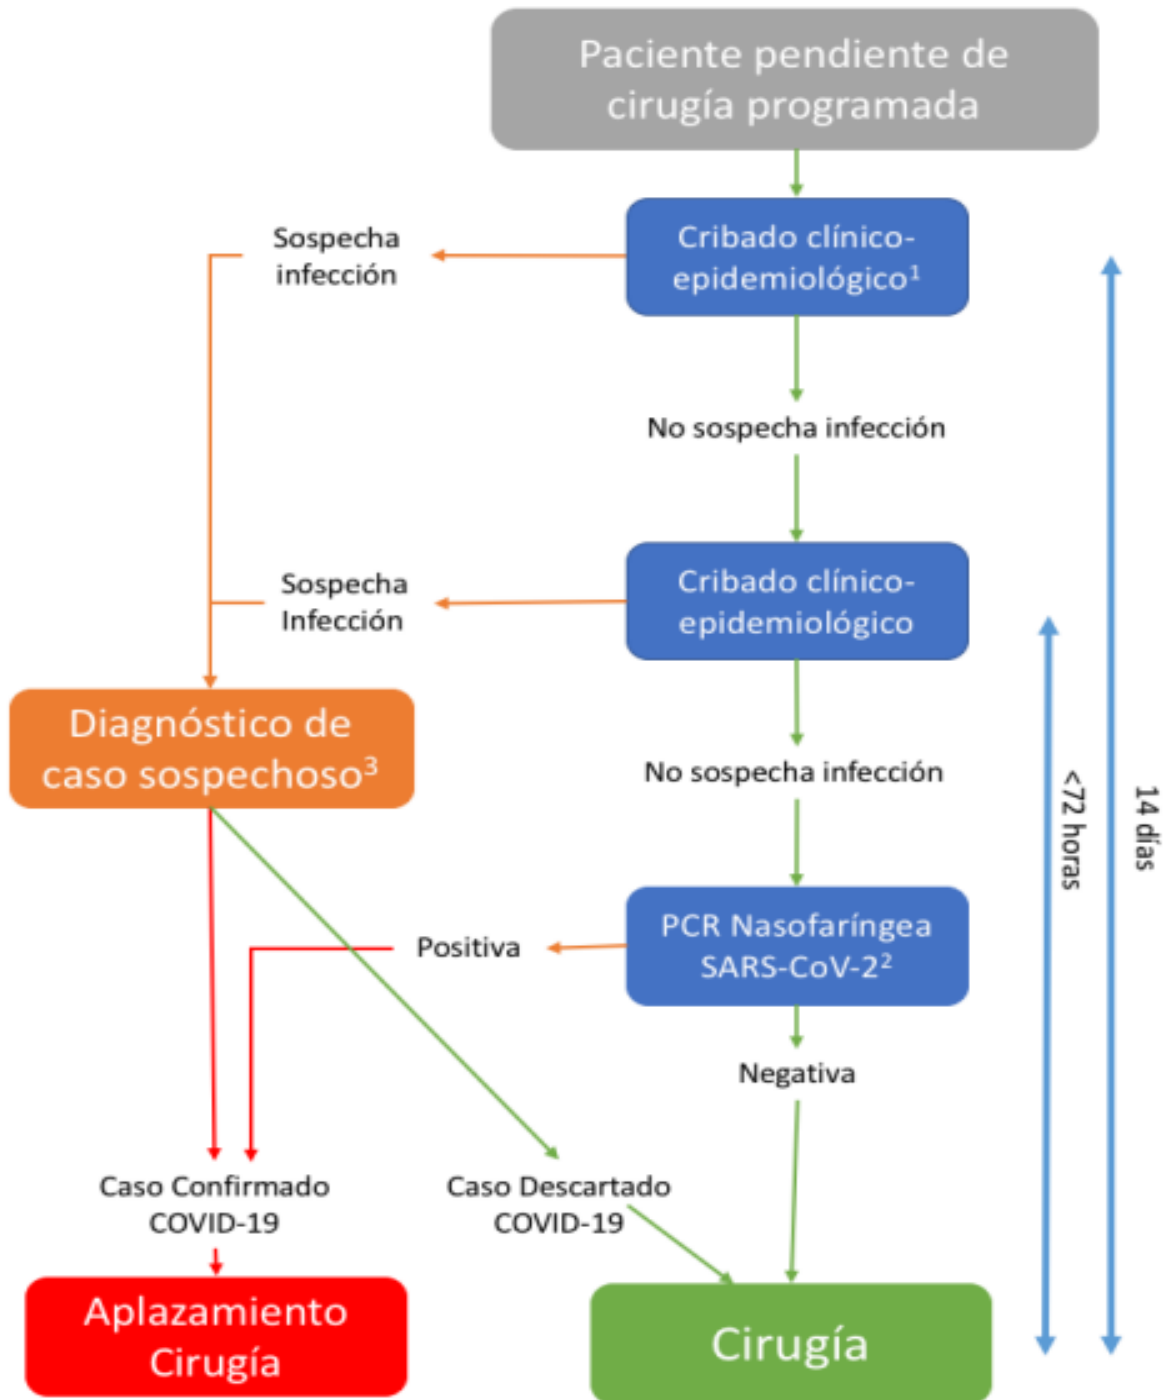 Paciente pendiente de
cirugía programada
Cribado clínico-
epidemiológico¹
Sospecha
infección
No sospecha infección
Cribado clínico-
epidemiológico
Sospecha
Infección
Diagnóstico de
caso sospechoso³
No sospecha infección
<72 horas
14 días
PCR Nasofaríngea
SARS-CoV-2²
Positiva
Negativa
Caso Confirmado
COVID-19
Caso Descartado
COVID-19
Aplazamiento
Cirugía
Cirugía